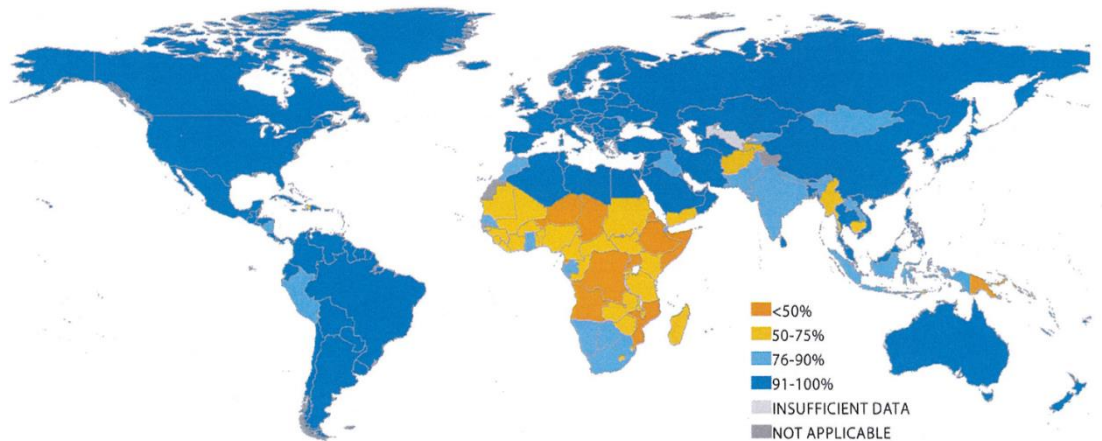 <50%
50-75%
76-90%
91-100%
INSUFFICIENT DATA
NOT APPLICABLE